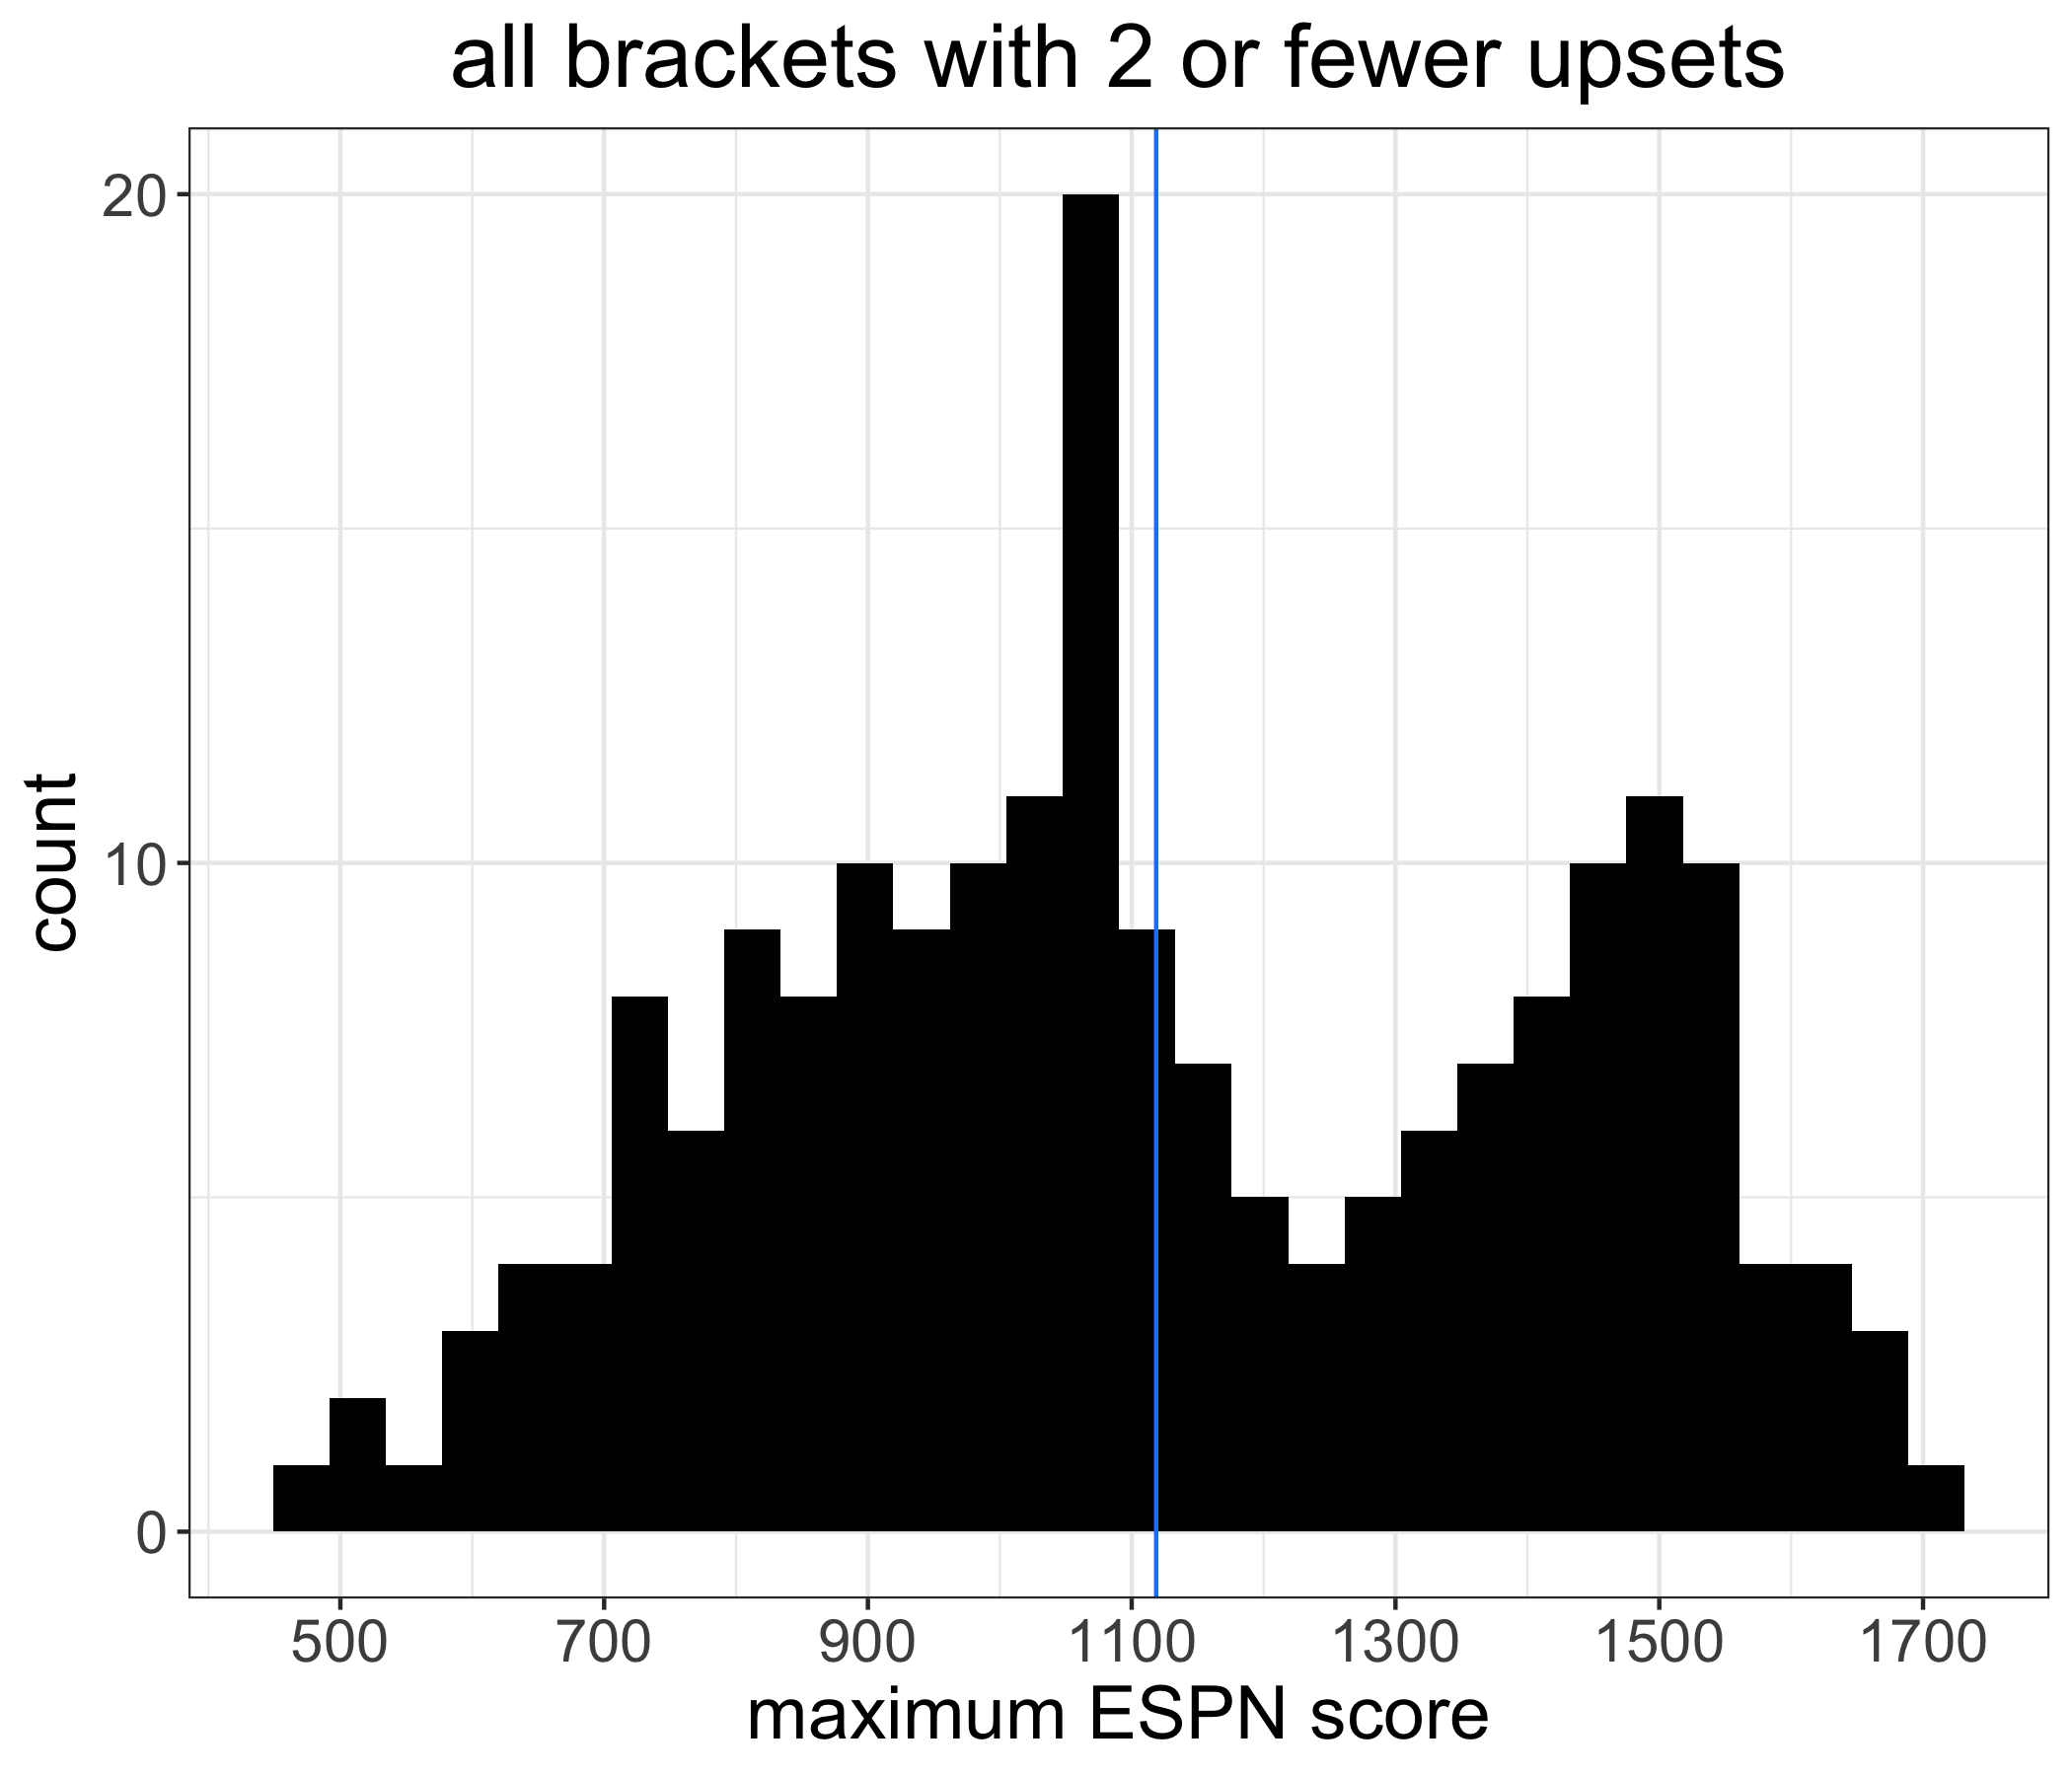 all brackets with 2 or fewer upsets
20
10
0
count
500 700 900 1100 1300 1500 1700
maximum ESPN score